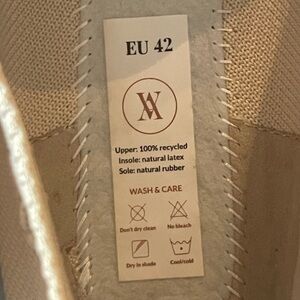 EU 42
Upper: 100% recycled
Insole: natural latex
Sole: natural rubber
WASH & CARE
Don't dry clean
No bleach
Dry in shade
Cool/cold